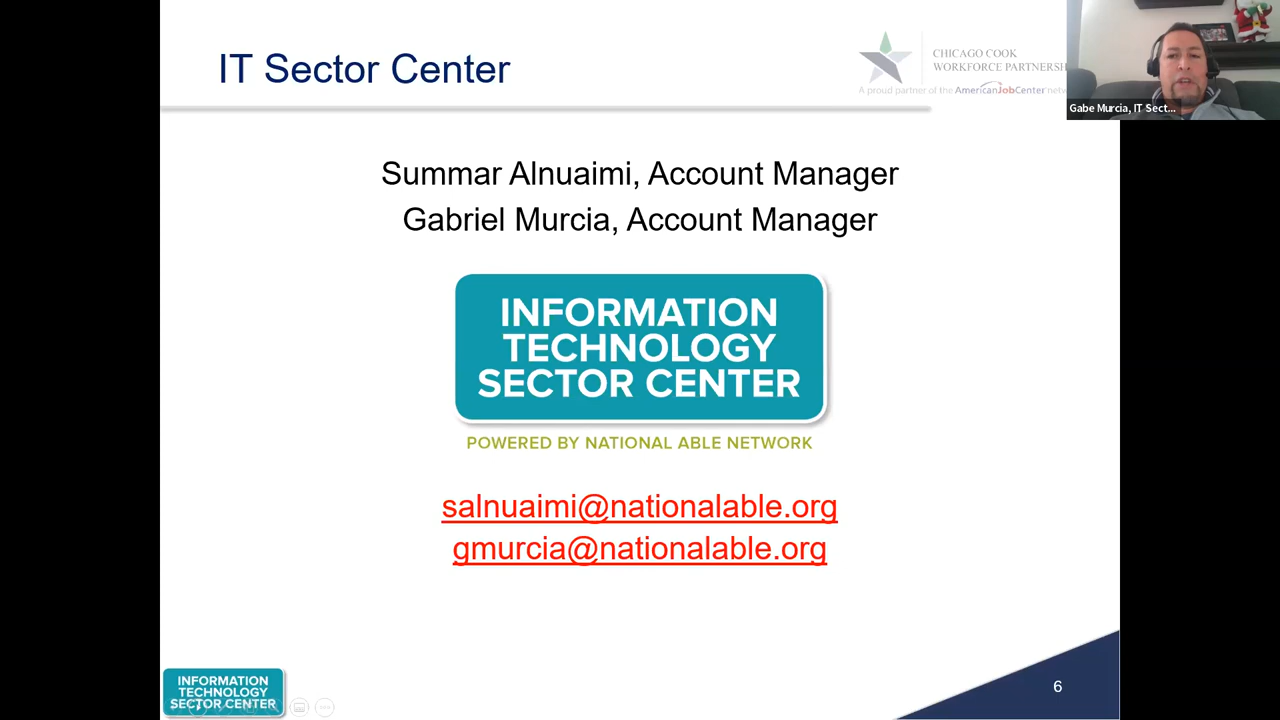 IT Sector Center
CHICAGO COOK
WORKFORCE PARTNERSH
A proud partner of the AmericanJobCenter netw
Gabe Murcia, IT Sect...
Summar Alnuaimi, Account Manager
Gabriel Murcia, Account Manager
INFORMATION
TECHNOLOGY
SECTOR CENTER
POWERED BY NATIONAL ABLE NETWORK
salnuaimi@nationalable.org
gmurcia@nationalable.org
INFORMATION
TECHNOLOGY
SECTOR CENTER
6